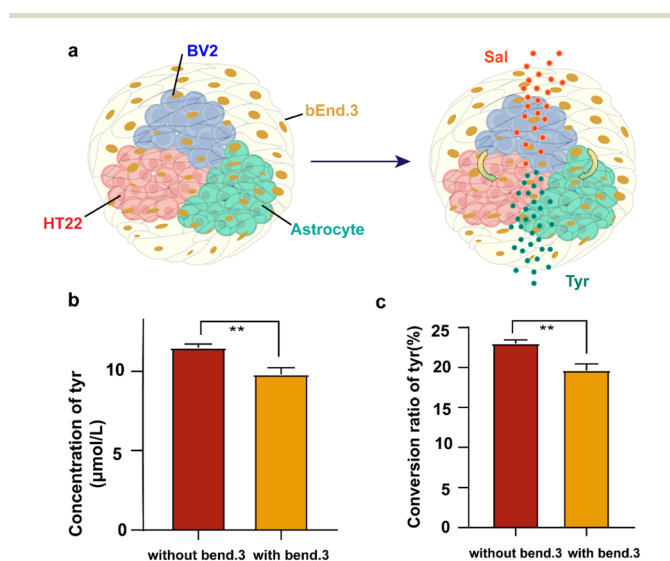 a
BV2
bEnd.3
HT22
Astrocyte
Sal
Tyr
b
Concentration of tyr
(μmol/L)
10
5
0
**
without bend.3
with bend.3
c
Conversion ratio of tyr(%)
25
20
15
10
5
0
**
without bend.3
with bend.3